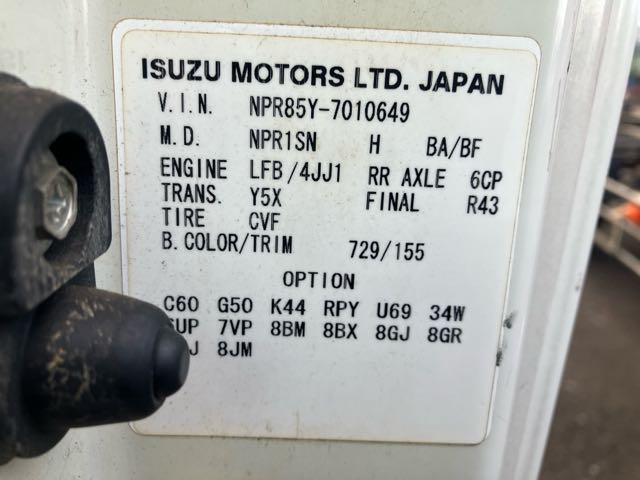 ISUZU MOTORS LTD. JAPAN
V.I.N. NPR85Y-7010649
M.D. NPR1SN H BA/BF
ENGINE LFB/4JJ1 RR AXLE 6CP
TRANS. Y5X FINAL R43
TIRE CVF
B.COLOR/TRIM 729/155
OPTION
C60 G50 K44 RPY U69 34W
7VP 8BM 8BX 8GJ 8GR
8JM